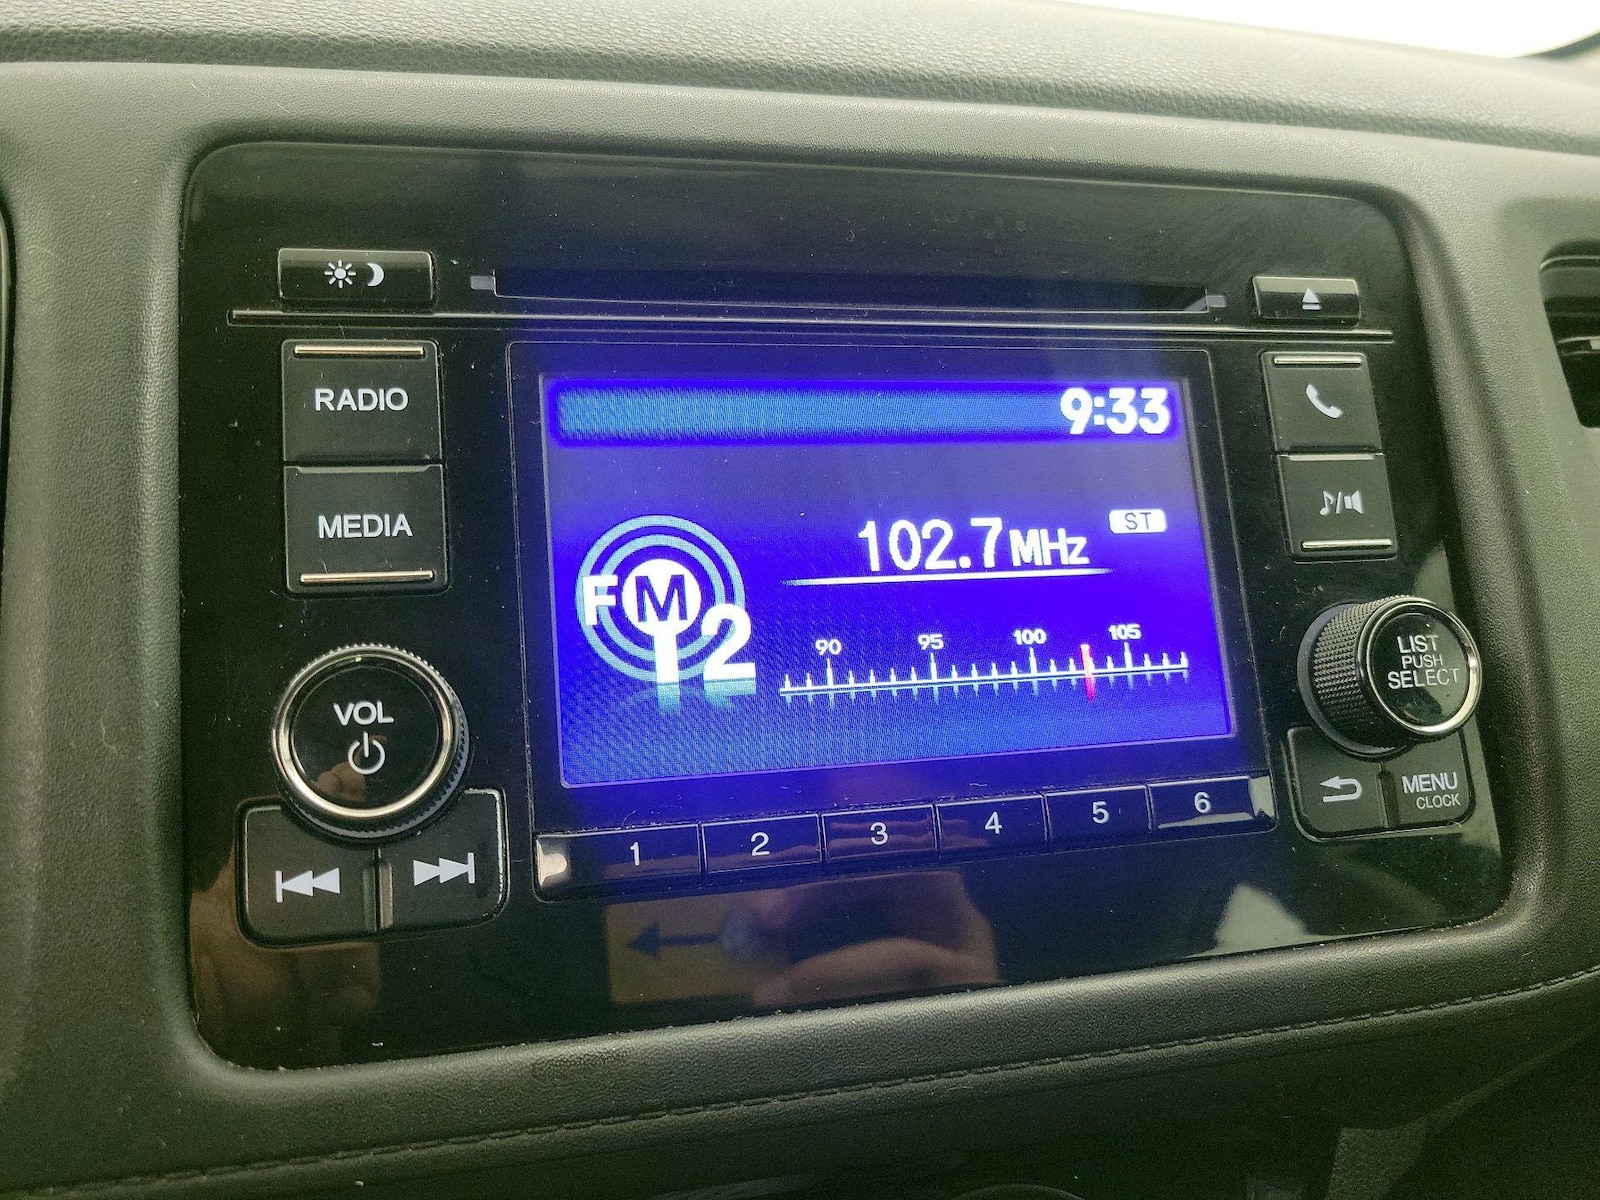 RADIO
MEDIA
VOL
9:33
102.7MHz
ST
FM
2
90 95 100 105
1 2 3 4 5 6
LIST
PUSH
SELECT
MENU
CLOCK